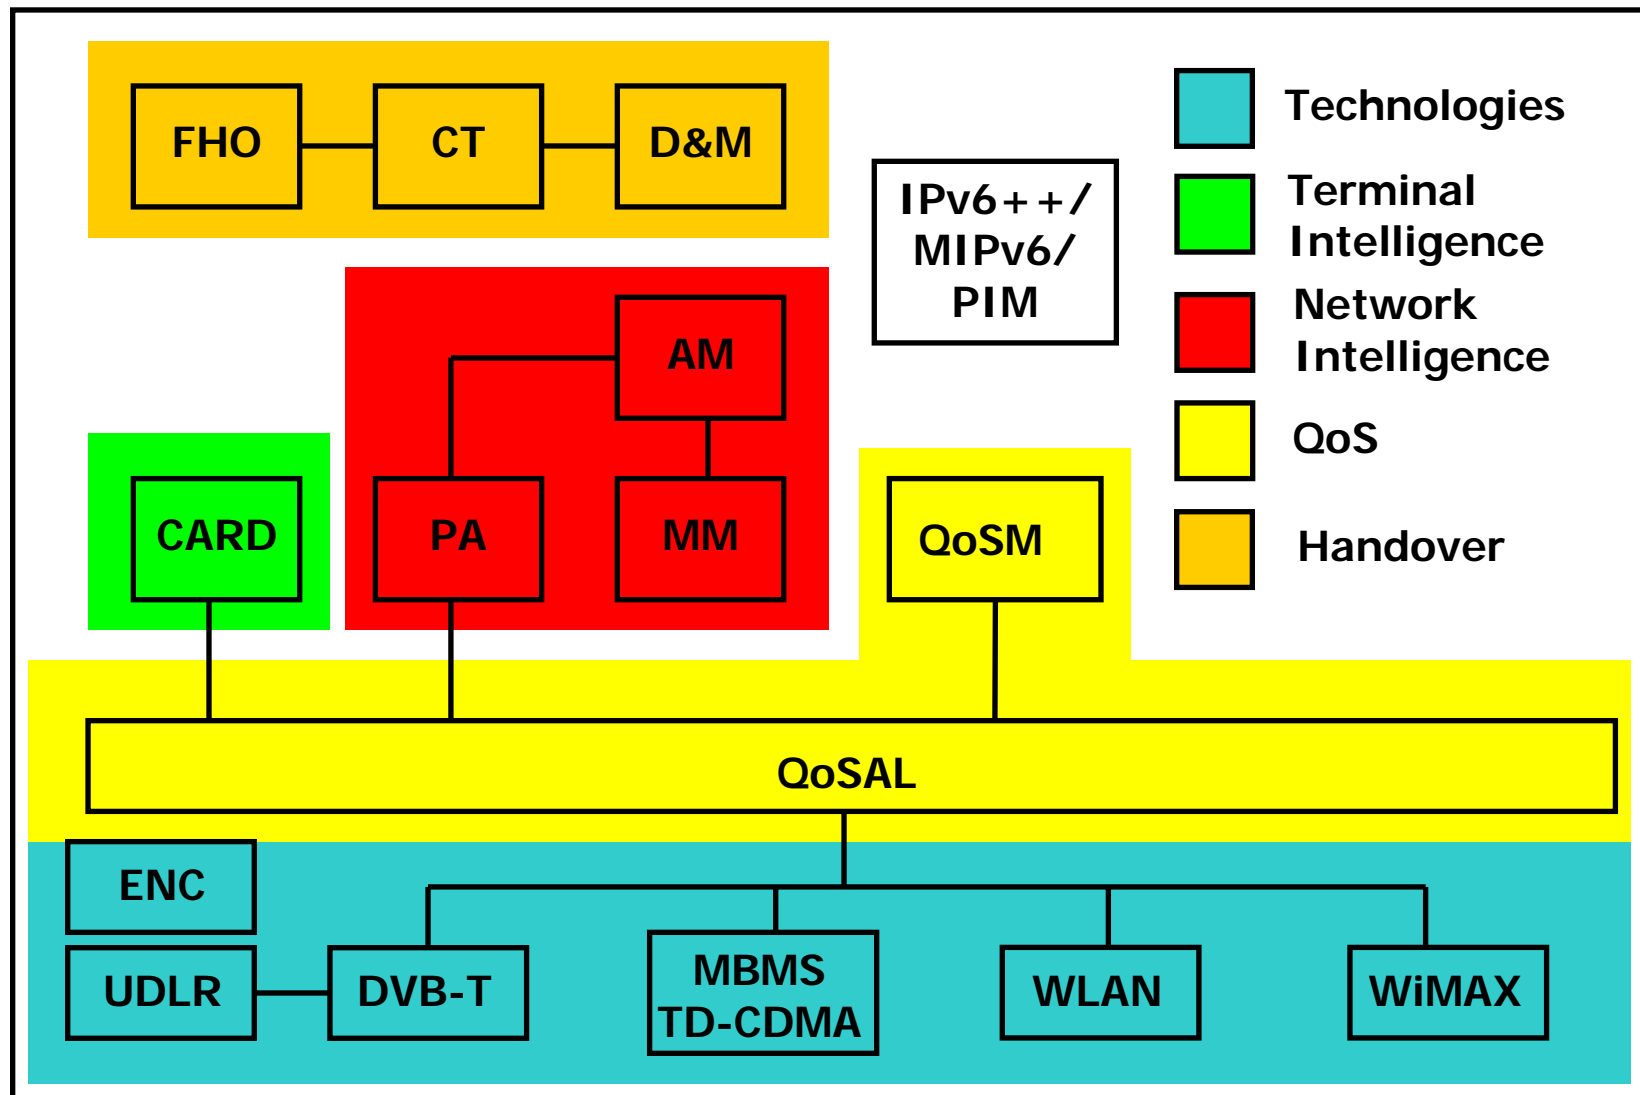 FHO
CT
D&M
IPv6++/
MIPv6/
PIM
AM
CARD
PA
MM
QoSM
Technologies
Terminal
Intelligence
Network
Intelligence
QoS
Handover
QoSAL
ENC
UDLR
DVB-T
MBMS
TD-CDMA
WLAN
WiMAX